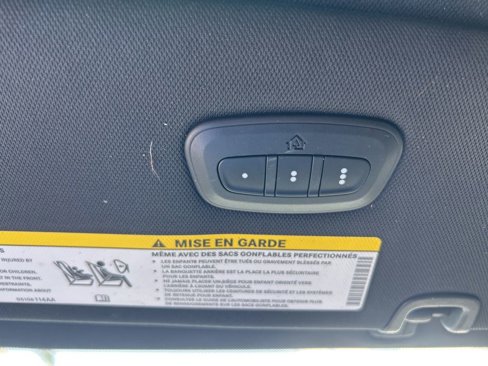 MISE EN GARDE
MÊME AVEC DES SACS GONFLABLES PERFECTIONNÉS
• LES ENFANTS PEUVENT ÊTRE TUÉS OU GRAVEMENT BLESSÉS PAR
UN SAC GONFLABLE.
• LA BANQUETTE ARRIÈRE EST LA PLACE LA PLUS SÉCURITAIRE
POUR LES ENFANTS.
• NE JAMAIS PLACER UN SIÈGE POUR ENFANT ORIENTÉ VERS
L'ARRIÈRE À L'AVANT DU VÉHICULE.
• TOUJOURS UTILISER LES CEINTURES DE SÉCURITÉ ET LES SYSTÈMES
DE RETENUE POUR ENFANTS.
• CONSULTER LE GUIDE DE L'AUTOMOBILISTE POUR OBTENIR PLUS
DE RENSEIGNEMENTS SUR LES SACS GONFLABLES.
INJURED BY
CHILDREN.
IN THE FRONT.
INFORMATION ABOUT